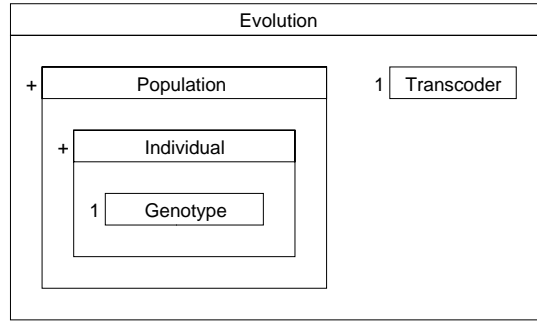 Evolution
+ Population
1 Transcoder
+ Individual
1 Genotype